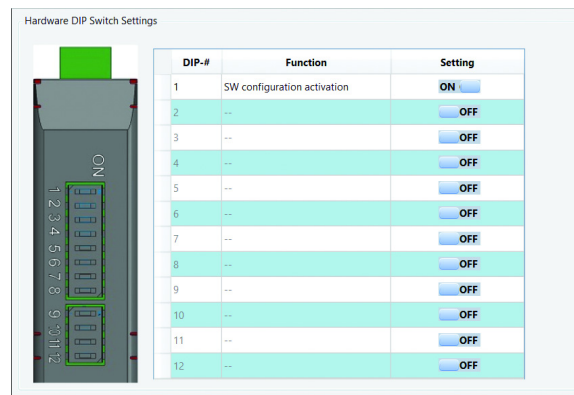 Hardware DIP Switch Settings
DIP-# Function Setting
1 SW configuration activation ON
2 -- OFF
3 -- OFF
4 -- OFF
5 -- OFF
6 -- OFF
7 -- OFF
8 -- OFF
9 -- OFF
10 -- OFF
11 -- OFF
12 -- OFF
ON
1 2 3 4 5 6 7 8
9 10 11 12